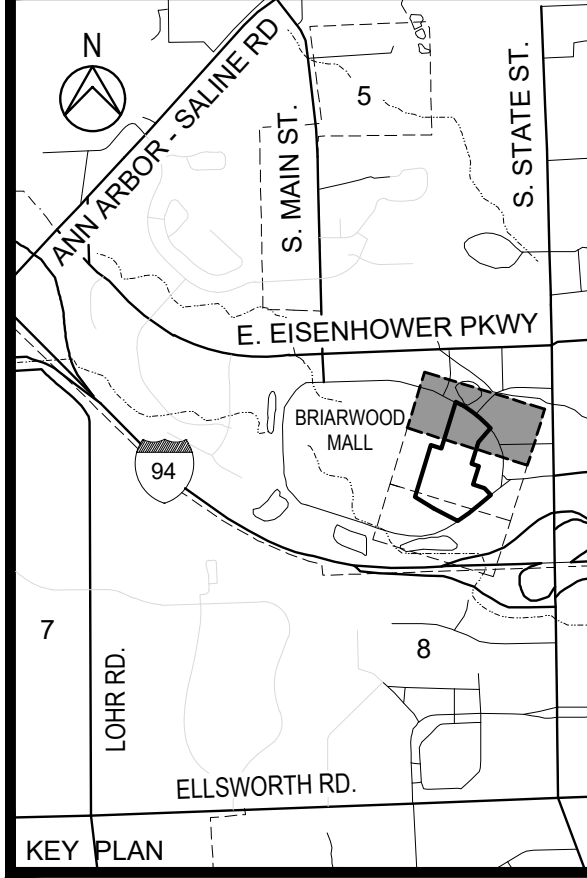 N
ANN ARBOR - SALINE RD
5
S. MAIN ST.
S. STATE ST.
E. EISENHOWER PKWY
BRIARWOOD
MALL
94
7
LOHR RD.
8
ELLSWORTH RD.
KEY PLAN